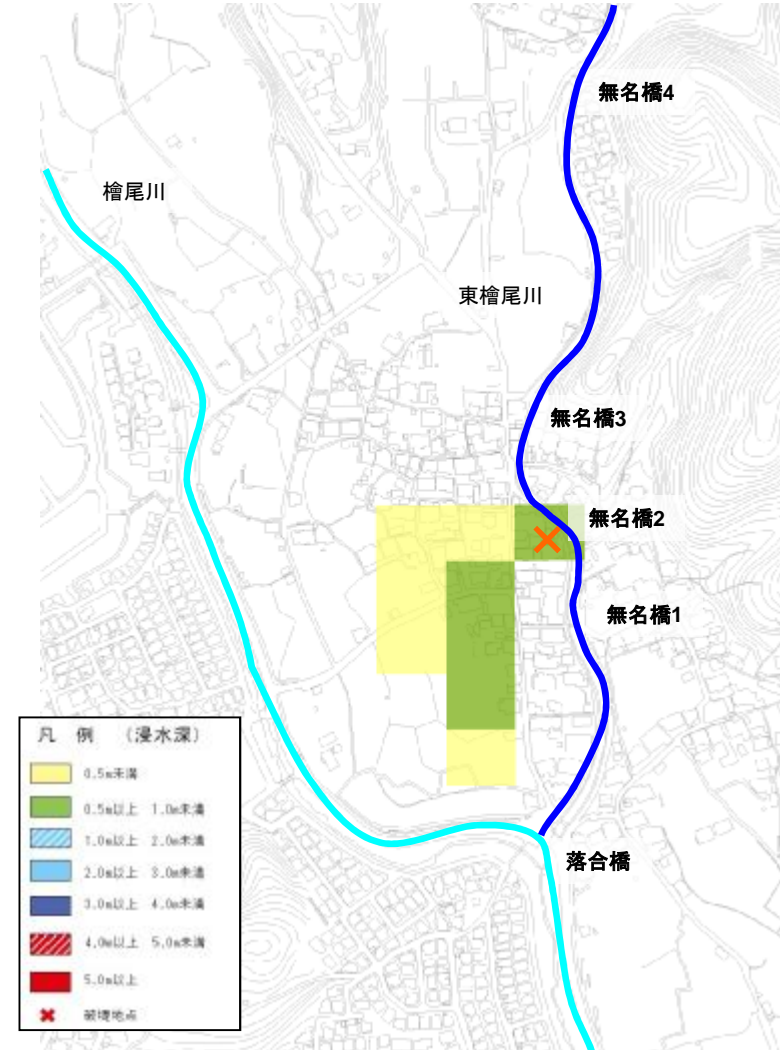 無名橋4
檜尾川
東檜尾川
無名橋3
無名橋2
無名橋1
落合橋
凡 例 (浸水深)
0.5m未満
0.5m以上 1.0m未満
1.0m以上 2.0m未満
2.0m以上 3.0m未満
3.0m以上 4.0m未満
4.0m以上 5.0m未満
5.0m以上
破堤地点